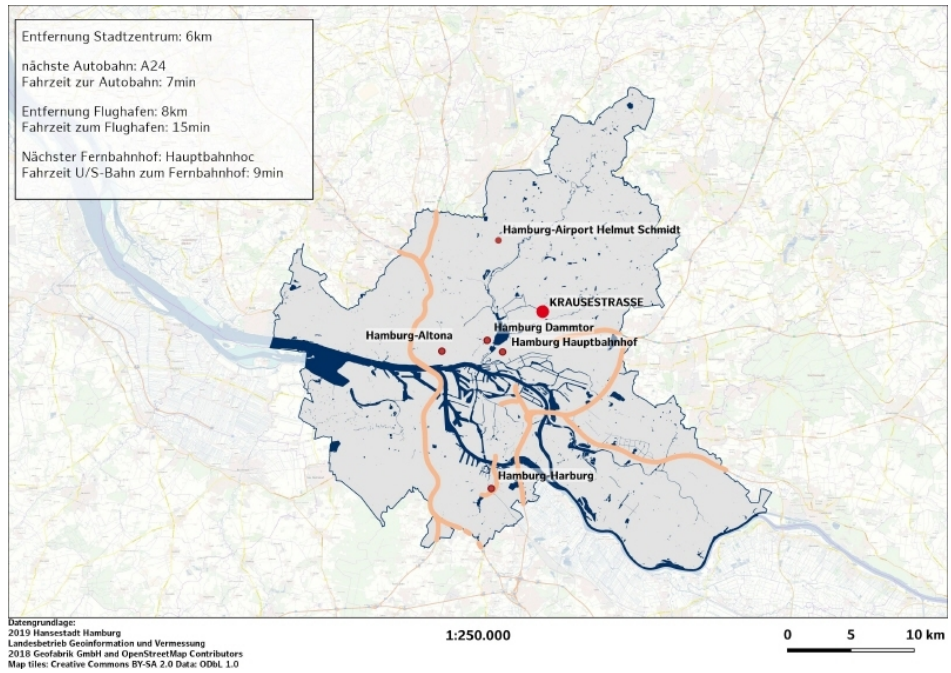 Entfernung Stadtzentrum: 6km
nächste Autobahn: A24
Fahrzeit zur Autobahn: 7min
Entfernung Flughafen: 8km
Fahrzeit zum Flughafen: 15min
Nächster Fernbahnhof: Hauptbahnhoc
Fahrzeit U/S-Bahn zum Fernbahnhof: 9min
Hamburg-Airport Helmut Schmidt
KRAUSESTRASSE
Hamburg Dammtor
Hamburg-Altona
Hamburg Hauptbahnhof
Hamburg-Harburg
Datengrundlage:
2019 Hansestadt Hamburg
Landesbetrieb Geoinformation und Vermessung
2018 Geofabrik GmbH and OpenStreetMap Contributors
Map tiles: Creative Commons BY-SA 2.0 Data: ODbL 1.0
1:250.000
0 5 10 km